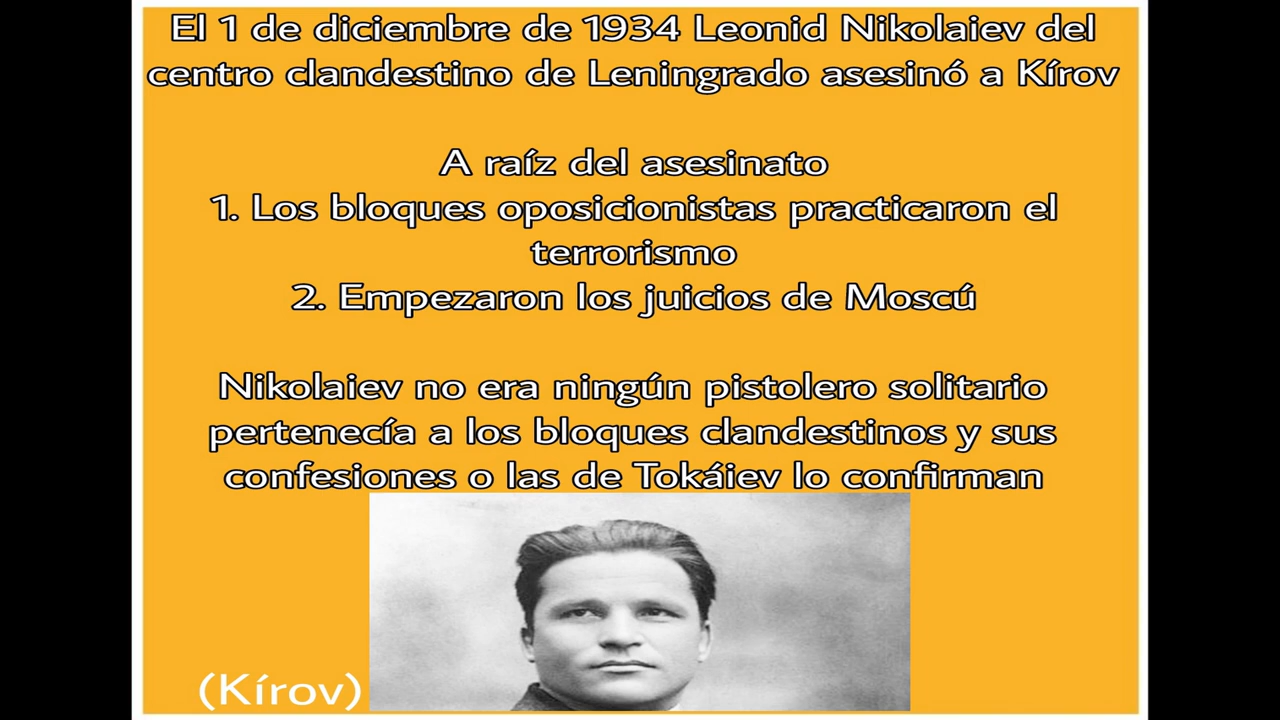 El 1 de diciembre de 1934 Leonid Nikolaiev del
centro clandestino de Leningrado asesinó a Kírov
A raíz del asesinato
1. Los bloques oposicionistas practicaron el
terrorismo
2. Empezaron los juicios de Moscú
Nikolaiev no era ningún pistolero solitario
pertenecía a los bloques clandestinos y sus
confesiones o las de Tokáiev lo confirman
(Kírov)